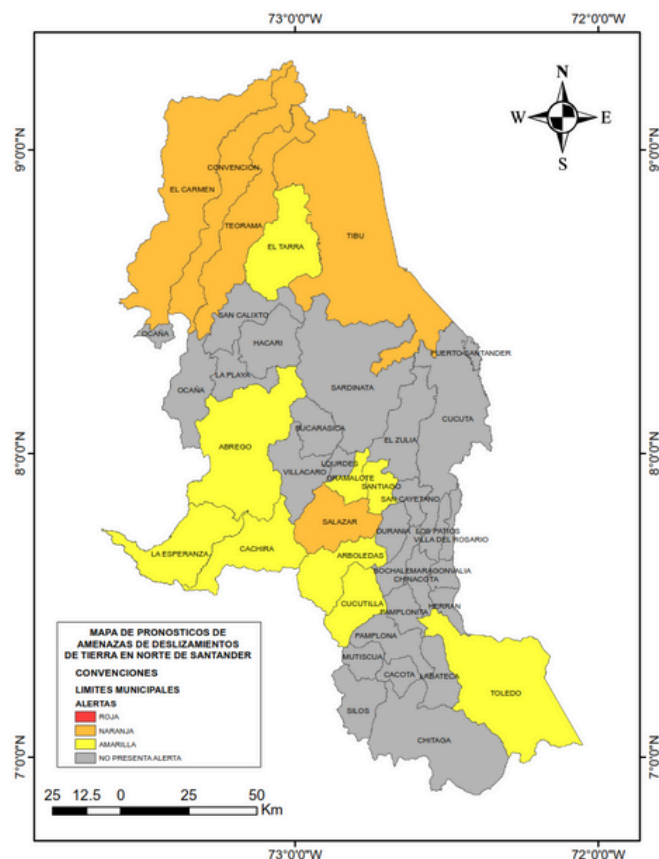 73°0'0"W
72°0'0"W
N
W
E
S
9°0'0"N
9°0'0"N
CONVENCIÓN
EL CARMEN
TEORAMA
TIBU
EL TARRA
SAN CALIXTO
OCAÑA
HACARI
PUERTO SANTANDER
LA PLAYA
OCAÑA
SARDINATA
CUCUTA
BUCARASICA
ABREGO
EL ZULIA
8°0'0"N
8°0'0"N
LOURDES
VILLACARO
GRAMALOTE
SANTIAGO
SAN CAYETANO
SALAZAR
DURANIA
LOS PATIOS
VILLA DEL ROSARIO
LA ESPERANZA
CACHIRA
ARBOLEDAS
BOCHALEMA
RAGONVALIA
CHINACOTA
CUCUTILLA
HERRAN
PAMPLONITA
PAMPLONA
MUTISCUA
CACOTA
LABATECA
TOLEDO
SILOS
CHITAGA
MAPA DE PRONOSTICOS DE
AMENAZAS DE DESLIZAMIENTOS
DE TIERRA EN NORTE DE SANTANDER
CONVENCIONES
LIMITES MUNICIPALES
ALERTAS
ROJA
NARANJA
AMARILLA
NO PRESENTA ALERTA
7°0'0"N
7°0'0"N
25 12.5 0 25 50
Km
73°0'0"W
72°0'0"W